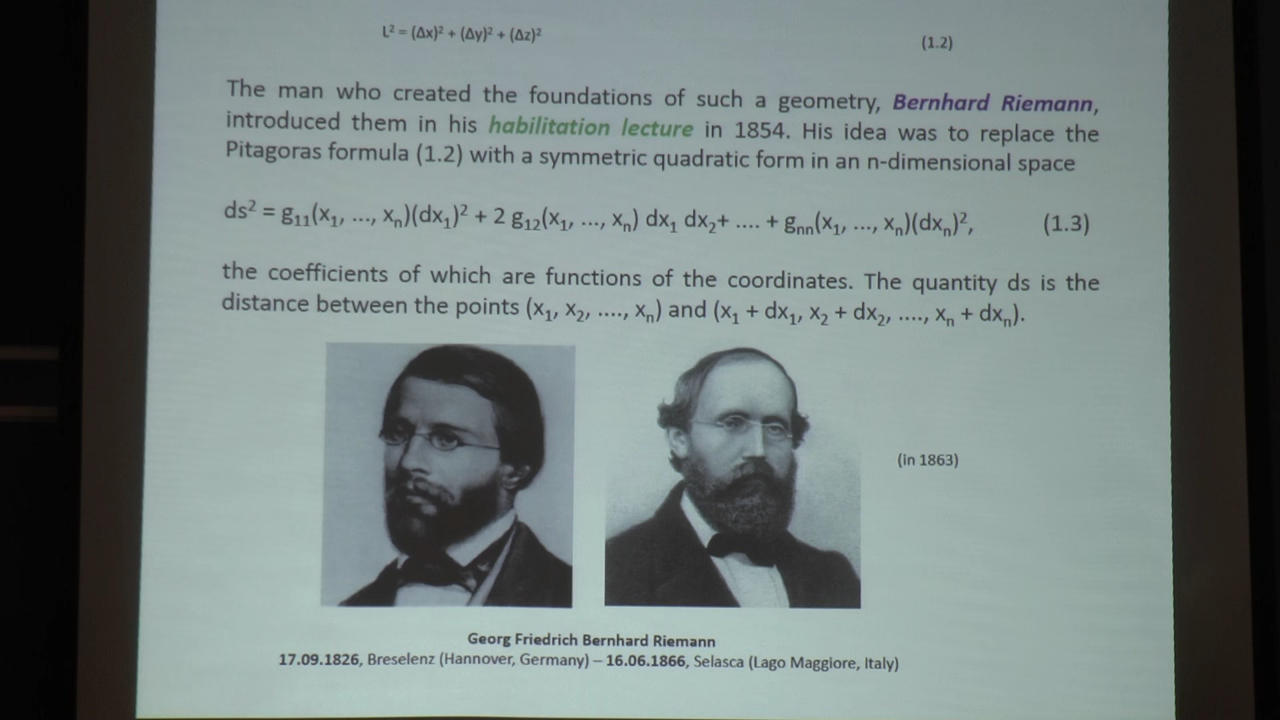 L² = (Δx)² + (Δy)² + (Δz)² (1.2)
The man who created the foundations of such a geometry, Bernhard Riemann,
introduced them in his habilitation lecture in 1854. His idea was to replace the
Pitagoras formula (1.2) with a symmetric quadratic form in an n-dimensional space
ds² = g₁₁(x₁, ..., xₙ)(dx₁)² + 2 g₁₂(x₁, ..., xₙ) dx₁ dx₂+ .... + gₙₙ(x₁, ..., xₙ)(dxₙ)², (1.3)
the coefficients of which are functions of the coordinates. The quantity ds is the
distance between the points (x₁, x₂, ...., xₙ) and (x₁ + dx₁, x₂ + dx₂, ...., xₙ + dxₙ).
(in 1863)
Georg Friedrich Bernhard Riemann
17.09.1826, Breselenz (Hannover, Germany) – 16.06.1866, Selasca (Lago Maggiore, Italy)